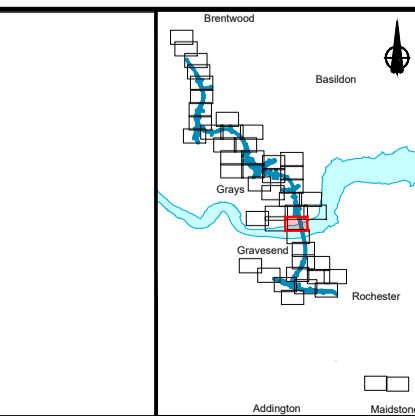 Brentwood
Basildon
Grays
Gravesend
Rochester
Addington
Maidstone